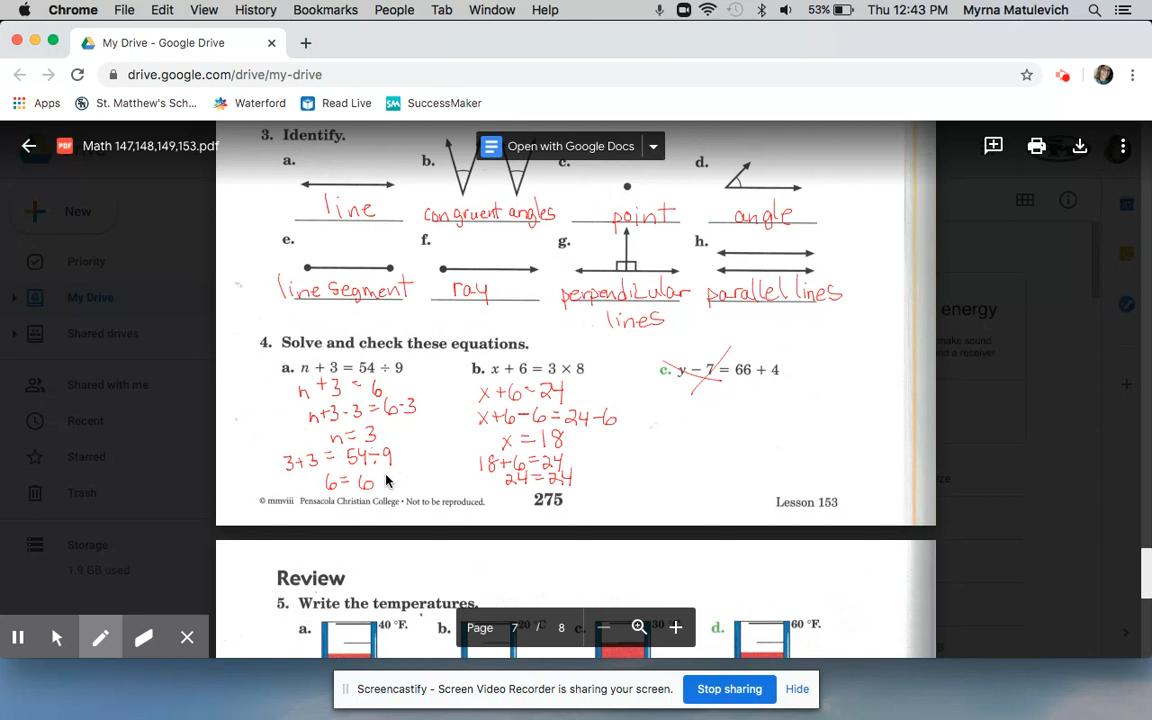 Chrome File Edit View History Bookmarks People Tab Window Help 53% Thu 12:43 PM Myrna Matulevich
My Drive - Google Drive
drive.google.com/drive/my-drive
Apps St. Matthew's Sch... Waterford Read Live SuccessMaker
Math 147,148,149,153.pdf
Open with Google Docs
New
Priority
My Drive
Shared drives
Shared with me
Recent
Starred
Trash
Storage
1.9 GB used
energy
make sound
and a receiver
3. Identify.
a. b. c. d.
line congruent angles point angle
e. f. g. h.
line segment ray perpendizular parallel lines
lines
4. Solve and check these equations.
a. n + 3 = 54 ÷ 9 b. x + 6 = 3 × 8 c. y − 7 = 66 + 4
n+3 = 6 x+6=24
n+3-3 = 6-3 x+6-6=24-6
n = 3 x = 18
3+3 = 54÷9 18+6=24
6 = 6 24=24
© mmviii Pensacola Christian College • Not to be reproduced. 275 Lesson 153
Review
5. Write the temperatures.
a. 40 °F. b. 20 °C c. 30 d. 60 °F.
Page 7 / 8
Screencastify - Screen Video Recorder is sharing your screen. Stop sharing Hide